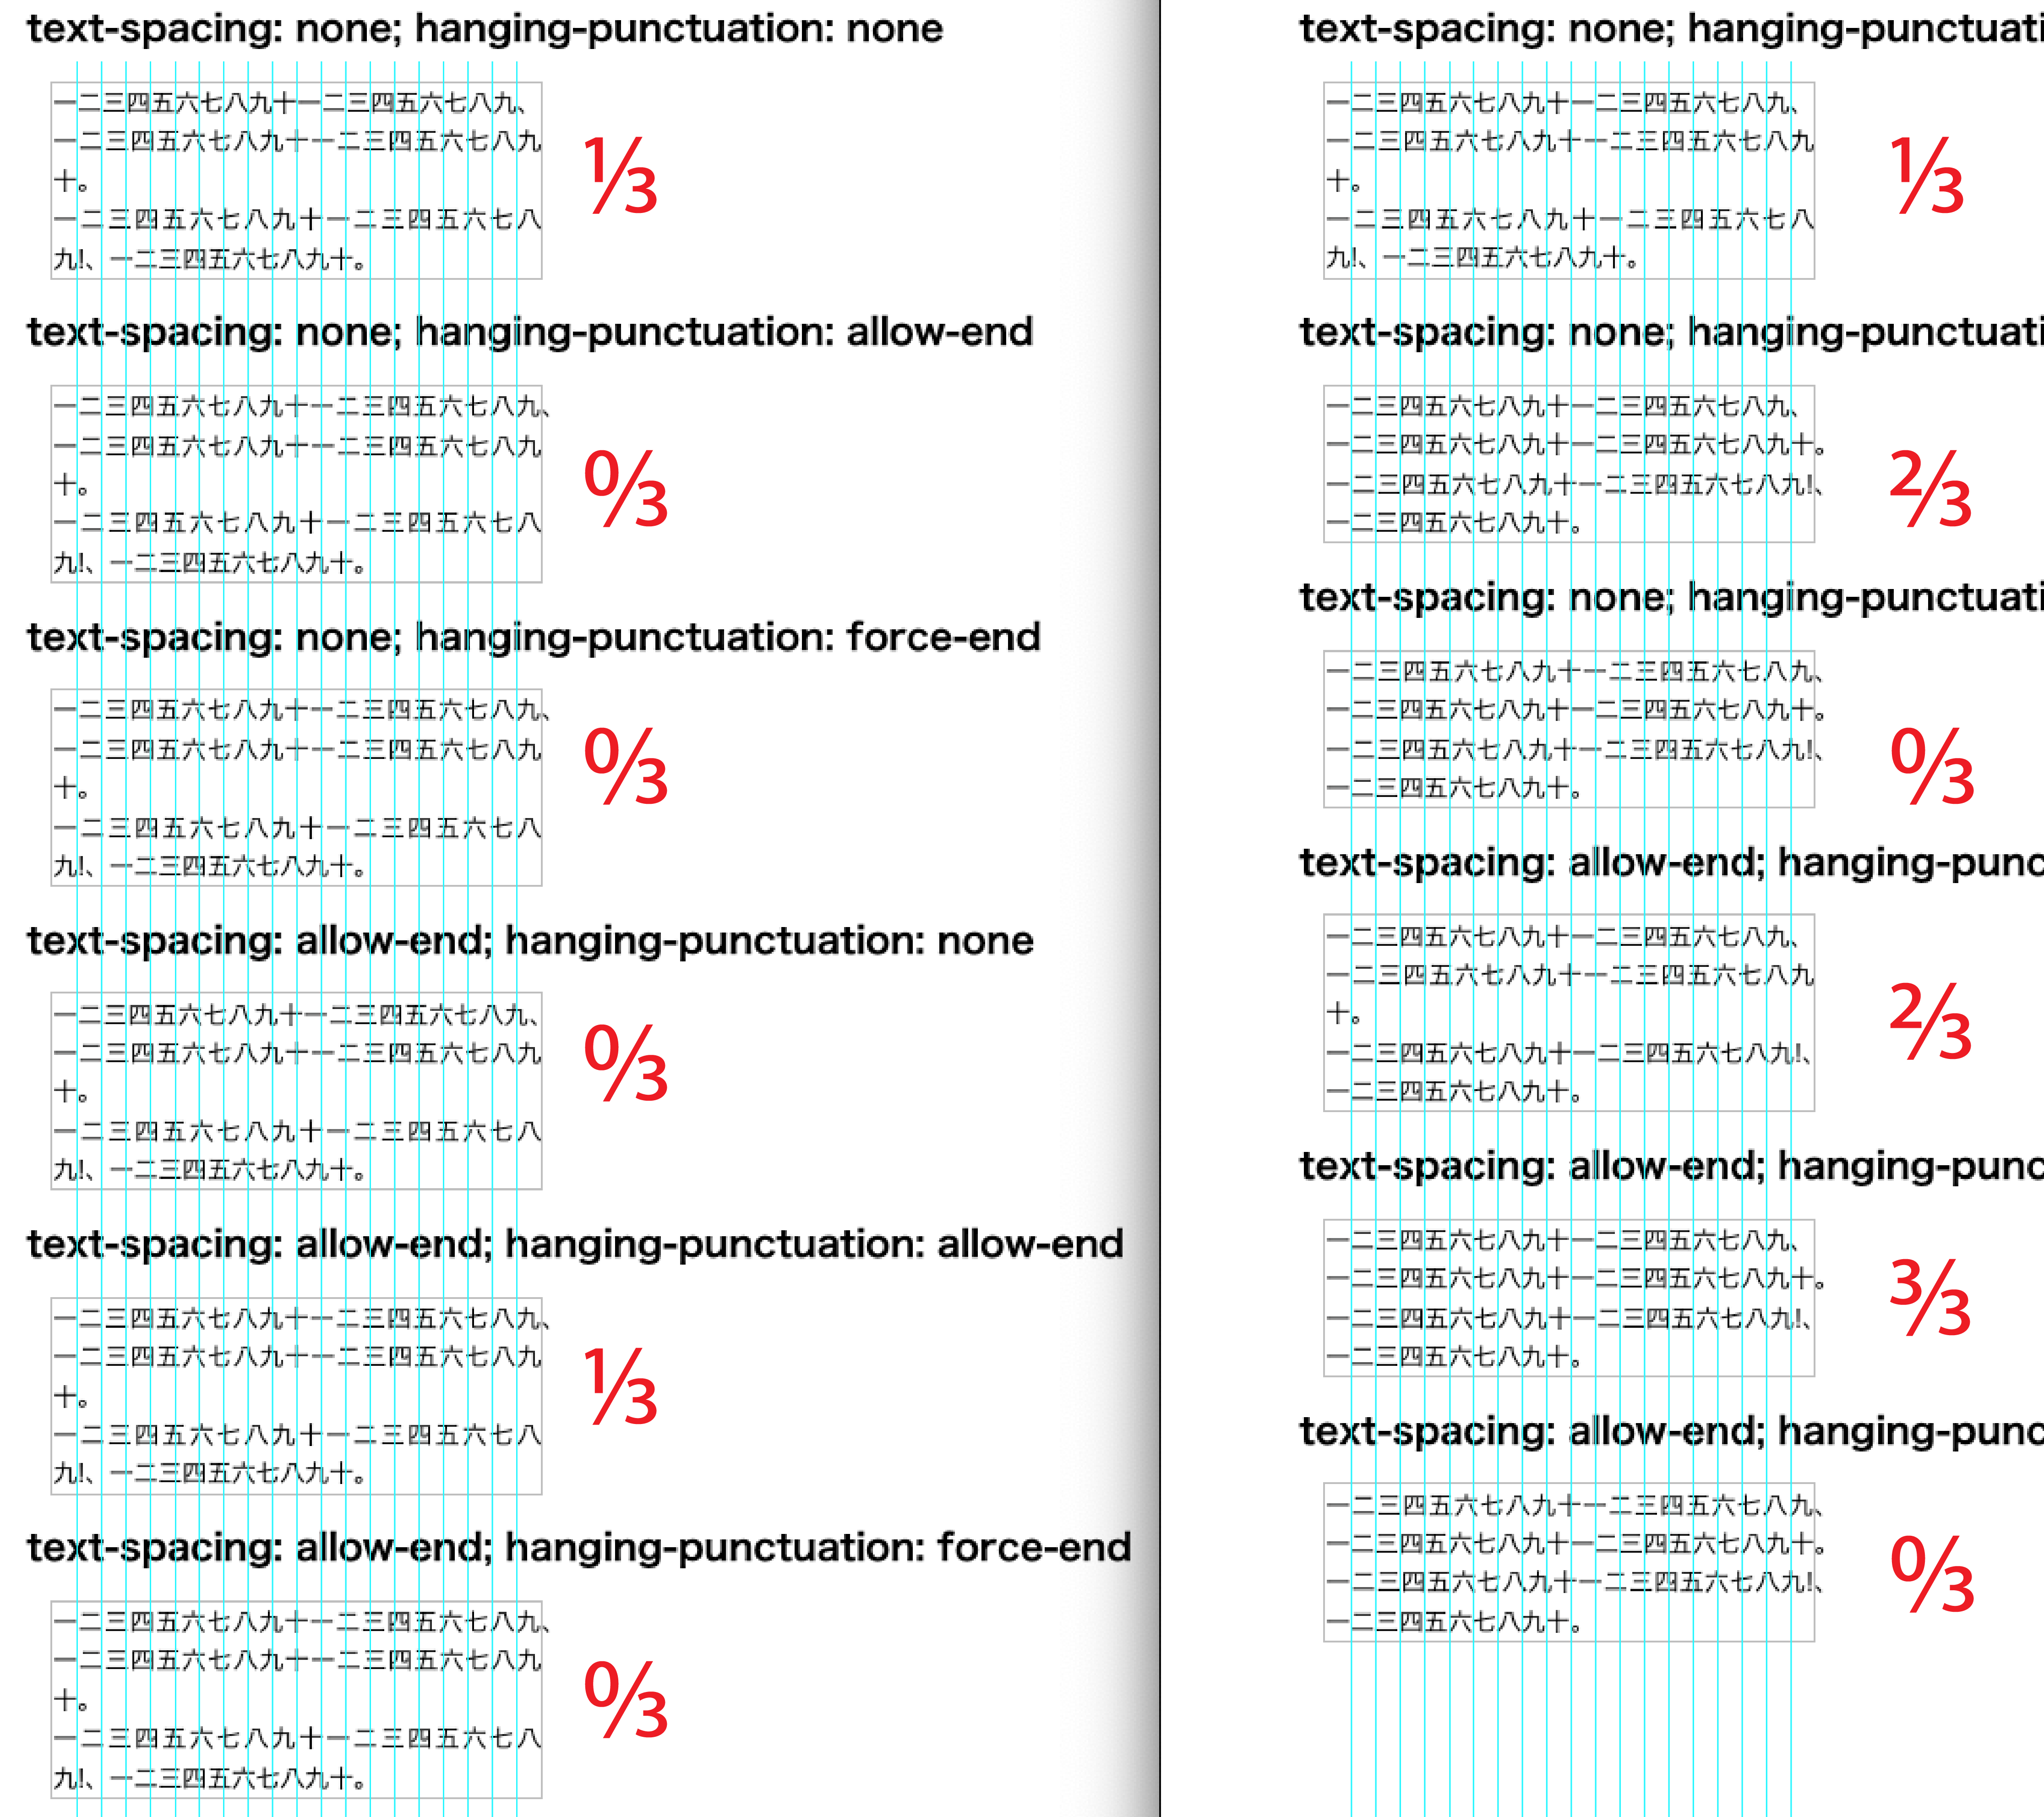 text-spacing: none; hanging-punctuation: none
一二三四五六七八九十一二三四五六七八九、
一二三四五六七八九十一二三四五六七八九
十。
一二三四五六七八九十一二三四五六七八
九!、一二三四五六七八九十。
1/3
text-spacing: none; hanging-punctuation: allow-end
一二三四五六七八九十一二三四五六七八九、
一二三四五六七八九十一二三四五六七八九
十。
一二三四五六七八九十一二三四五六七八
九!、一二三四五六七八九十。
0/3
text-spacing: none; hanging-punctuation: force-end
一二三四五六七八九十一二三四五六七八九、
一二三四五六七八九十一二三四五六七八九
十。
一二三四五六七八九十一二三四五六七八
九!、一二三四五六七八九十。
0/3
text-spacing: allow-end; hanging-punctuation: none
一二三四五六七八九十一二三四五六七八九、
一二三四五六七八九十一二三四五六七八九
十。
一二三四五六七八九十一二三四五六七八
九!、一二三四五六七八九十。
0/3
text-spacing: allow-end; hanging-punctuation: allow-end
一二三四五六七八九十一二三四五六七八九、
一二三四五六七八九十一二三四五六七八九
十。
一二三四五六七八九十一二三四五六七八
九!、一二三四五六七八九十。
1/3
text-spacing: allow-end; hanging-punctuation: force-end
一二三四五六七八九十一二三四五六七八九、
一二三四五六七八九十一二三四五六七八九
十。
一二三四五六七八九十一二三四五六七八
九!、一二三四五六七八九十。
0/3
text-spacing: none; hanging-punctuati
一二三四五六七八九十一二三四五六七八九、
一二三四五六七八九十一二三四五六七八九
十。
一二三四五六七八九十一二三四五六七八
九!、一二三四五六七八九十。
1/3
text-spacing: none; hanging-punctuati
一二三四五六七八九十一二三四五六七八九、
一二三四五六七八九十一二三四五六七八九十。
一二三四五六七八九十一二三四五六七八九!、
一二三四五六七八九十。
2/3
text-spacing: none; hanging-punctuati
一二三四五六七八九十一二三四五六七八九、
一二三四五六七八九十一二三四五六七八九十。
一二三四五六七八九十一二三四五六七八九!、
一二三四五六七八九十。
0/3
text-spacing: allow-end; hanging-punc
一二三四五六七八九十一二三四五六七八九、
一二三四五六七八九十一二三四五六七八九
十。
一二三四五六七八九十一二三四五六七八九!、
一二三四五六七八九十。
2/3
text-spacing: allow-end; hanging-punc
一二三四五六七八九十一二三四五六七八九、
一二三四五六七八九十一二三四五六七八九十。
一二三四五六七八九十一二三四五六七八九!、
一二三四五六七八九十。
3/3
text-spacing: allow-end; hanging-punc
一二三四五六七八九十一二三四五六七八九、
一二三四五六七八九十一二三四五六七八九十。
一二三四五六七八九十一二三四五六七八九!、
一二三四五六七八九十。
0/3